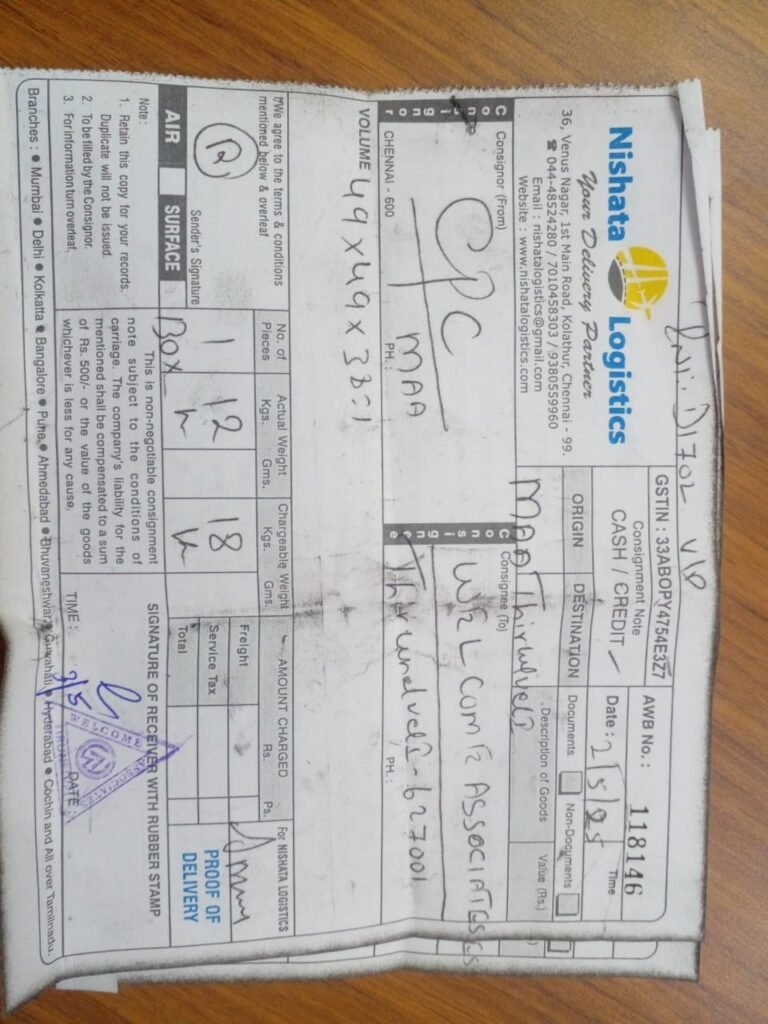 Nishata Logistics
Your Delivery Partner
36, Venus Nagar, 1st Main Road, Kolathur, Chennai - 99.
☎ 044-48524280 / 7010458303 / 9380559960
Email : nishatalogistics@gmail.com
Website : www.nishatalogistics.com
GSTIN : 33ABOPY4754E3Z7
Consignment Note
CASH / CREDIT
AWB No.: 118146
Date : 2/5/25 Time
ORIGIN DESTINATION
MAA Thirunelveli
Documents Non-Documents
Description of Goods Value (Rs.)
Consignor
Consignor (From)
CPC
MAA
CHENNAI - 600 PH.:
Consignee
Consignee (To)
WELCOME ASSOCIATES
Thirunelveli - 627001
/ PH.:
VOLUME 49 X 49 X 38=1
I/We agree to the terms & conditions
mentioned below & overleaf
Sender's Signature
AIR SURFACE
Note :
1. Retain this copy for your records.
Duplicate will not be issued.
2. To be filled by the Consignor.
3. For information turn overleaf.
No. of Pieces
Actual Weight
Kgs. Gms.
Chargeable Weight
Kgs. Gms.
1 12 18
Box
AMOUNT CHARGED
Rs. Ps.
Freight
Service Tax
Total
For NISHATA LOGISTICS
PROOF OF DELIVERY
This is non-negotiable consignment
note subject to the conditions of
carriage. The company's liability for the
mentioned shall be compensated to a sum
of Rs. 500/- or the value of the goods
whichever is less for any cause.
SIGNATURE OF RECEIVER WITH RUBBER STAMP
TIME : DATE :
3/5
WELCOME
ASSOCIATES
Branches : ● Mumbai ● Delhi ● Kolkatta ● Bangalore ● Pune ● Ahmedabad ● Bhuvaneshwar ● Guwahati ● Hyderabad ● Cochin and All over Tamilnadu.